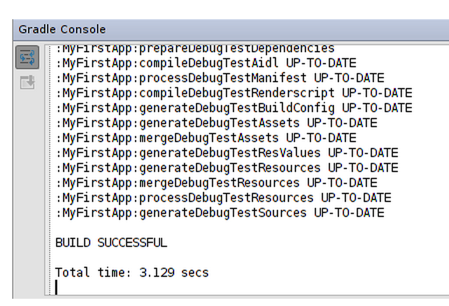 Gradle Console
:MyFirstApp:prepareDebugTestDependencies
:MyFirstApp:compileDebugTestAidl UP-TO-DATE
:MyFirstApp:processDebugTestManifest UP-TO-DATE
:MyFirstApp:compileDebugTestRenderscript UP-TO-DATE
:MyFirstApp:generateDebugTestBuildConfig UP-TO-DATE
:MyFirstApp:generateDebugTestAssets UP-TO-DATE
:MyFirstApp:mergeDebugTestAssets UP-TO-DATE
:MyFirstApp:generateDebugTestResValues UP-TO-DATE
:MyFirstApp:generateDebugTestResources UP-TO-DATE
:MyFirstApp:mergeDebugTestResources UP-TO-DATE
:MyFirstApp:processDebugTestResources UP-TO-DATE
:MyFirstApp:generateDebugTestSources UP-TO-DATE
BUILD SUCCESSFUL
Total time: 3.129 secs